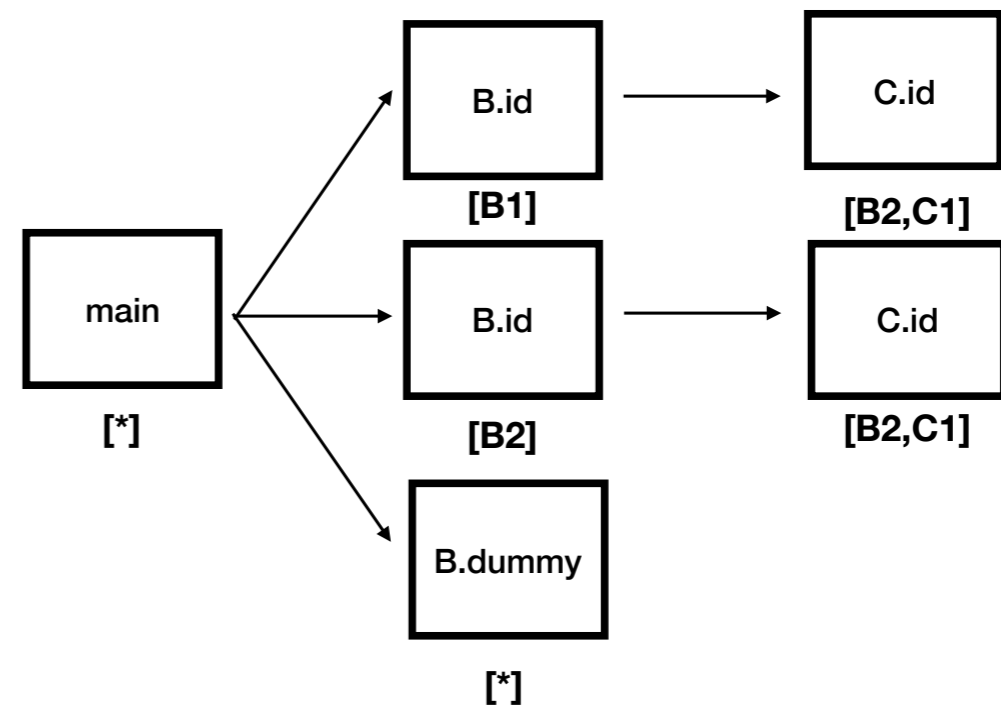 B.id
C.id
[B1]
[B2,C1]
main
B.id
C.id
[*]
[B2]
[B2,C1]
B.dummy
[*]